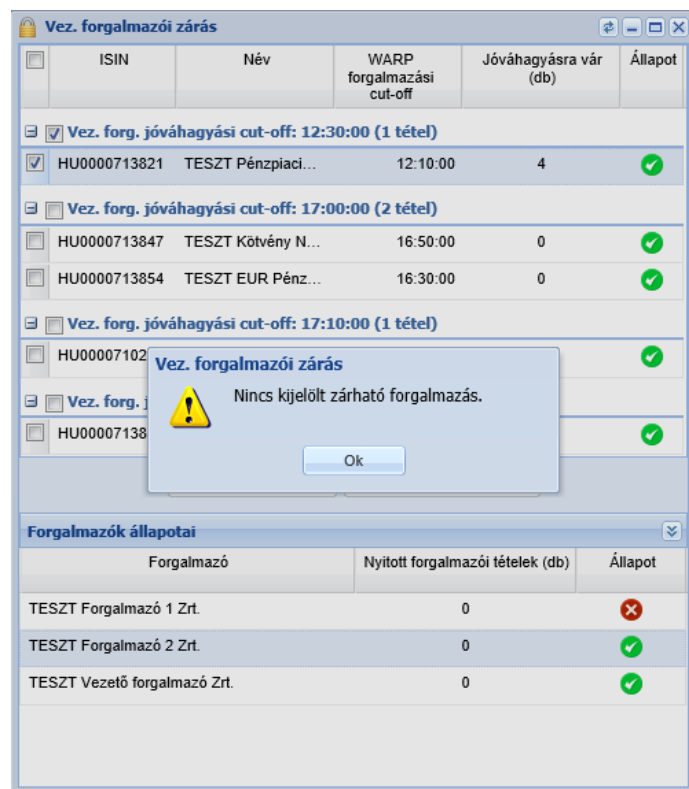 Vez. forgalmazói zárás
ISIN Név WARP forgalmazási cut-off Jóváhagyásra vár (db) Állapot
Vez. forg. jóváhagyási cut-off: 12:30:00 (1 tétel)
HU0000713821 TESZT Pénzpiaci... 12:10:00 4
Vez. forg. jóváhagyási cut-off: 17:00:00 (2 tétel)
HU0000713847 TESZT Kötvény N... 16:50:00 0
HU0000713854 TESZT EUR Pénz... 16:30:00 0
Vez. forg. jóváhagyási cut-off: 17:10:00 (1 tétel)
HU00007102
Vez. forgalmazói zárás
Nincs kijelölt zárható forgalmazás.
Vez. forg. j
HU00007138
Ok
Forgalmazók állapotai
Forgalmazó Nyitott forgalmazói tételek (db) Állapot
TESZT Forgalmazó 1 Zrt. 0
TESZT Forgalmazó 2 Zrt. 0
TESZT Vezető forgalmazó Zrt. 0